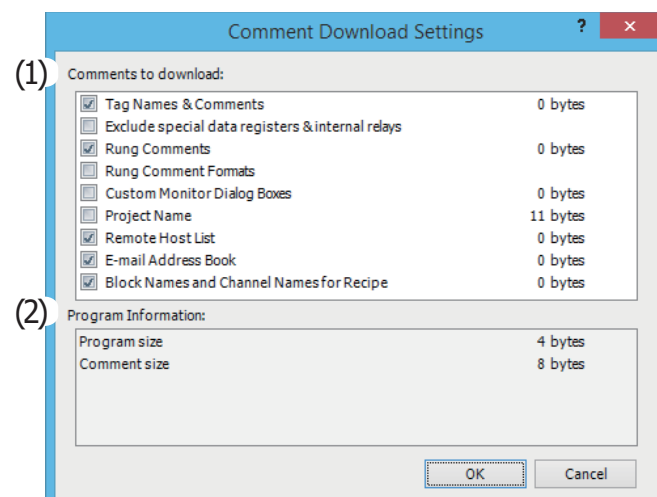 Comment Download Settings ? ×
(1) Comments to download:
Tag Names & Comments 0 bytes
Exclude special data registers & internal relays
Rung Comments 0 bytes
Rung Comment Formats
Custom Monitor Dialog Boxes 0 bytes
Project Name 11 bytes
Remote Host List 0 bytes
E-mail Address Book 0 bytes
Block Names and Channel Names for Recipe 0 bytes
(2) Program Information:
Program size 4 bytes
Comment size 8 bytes
OK Cancel